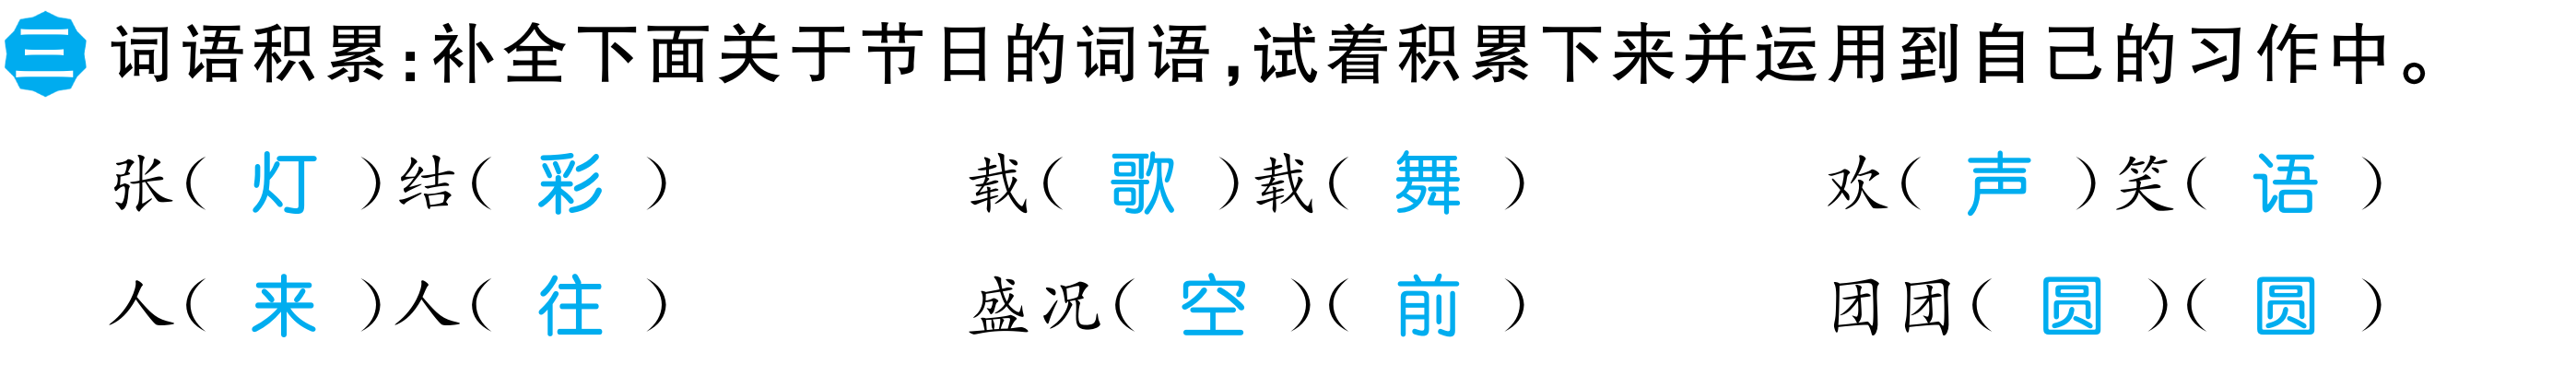 三 词语积累:补全下面关于节日的词语,试着积累下来并运用到自己的习作中。
张( 灯 )结( 彩 ) 载( 歌 )载( 舞 ) 欢( 声 )笑( 语 )
人( 来 )人( 往 ) 盛况( 空 )( 前 ) 团团( 圆 )( 圆 )